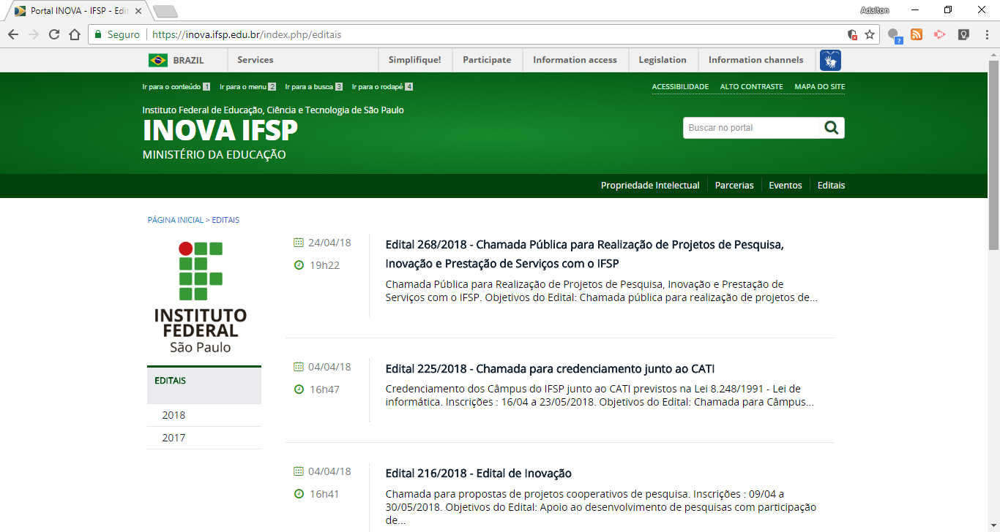 Portal INOVA - IFSP - Edit
Adalton
Seguro https://inova.ifsp.edu.br/index.php/editais
BRAZIL Services Simplifique! Participate Information access Legislation Information channels
Ir para o conteúdo 1 Ir para o menu 2 Ir para a busca 3 Ir para o rodapé 4
ACESSIBILIDADE ALTO CONTRASTE MAPA DO SITE
Instituto Federal de Educação, Ciência e Tecnologia de São Paulo
INOVA IFSP
MINISTÉRIO DA EDUCAÇÃO
Buscar no portal
Propriedade Intelectual Parcerias Eventos Editais
PÁGINA INICIAL > EDITAIS
INSTITUTO
FEDERAL
São Paulo
EDITAIS
2018
2017
24/04/18
19h22
Edital 268/2018 - Chamada Pública para Realização de Projetos de Pesquisa,
Inovação e Prestação de Serviços com o IFSP
Chamada Pública para Realização de Projetos de Pesquisa, Inovação e Prestação de
Serviços com o IFSP. Objetivos do Edital: Chamada pública para realização de projetos de...
04/04/18
16h47
Edital 225/2018 - Chamada para credenciamento junto ao CATI
Credenciamento dos Câmpus do IFSP junto ao CATI previstos na Lei 8.248/1991 - Lei de
informática. Inscrições : 16/04 a 23/05/2018. Objetivos do Edital: Chamada para Câmpus...
04/04/18
16h41
Edital 216/2018 - Edital de Inovação
Chamada para propostas de projetos cooperativos de pesquisa. Inscrições : 09/04 a
30/05/2018. Objetivos do Edital: Apoio ao desenvolvimento de pesquisas com participação
de...